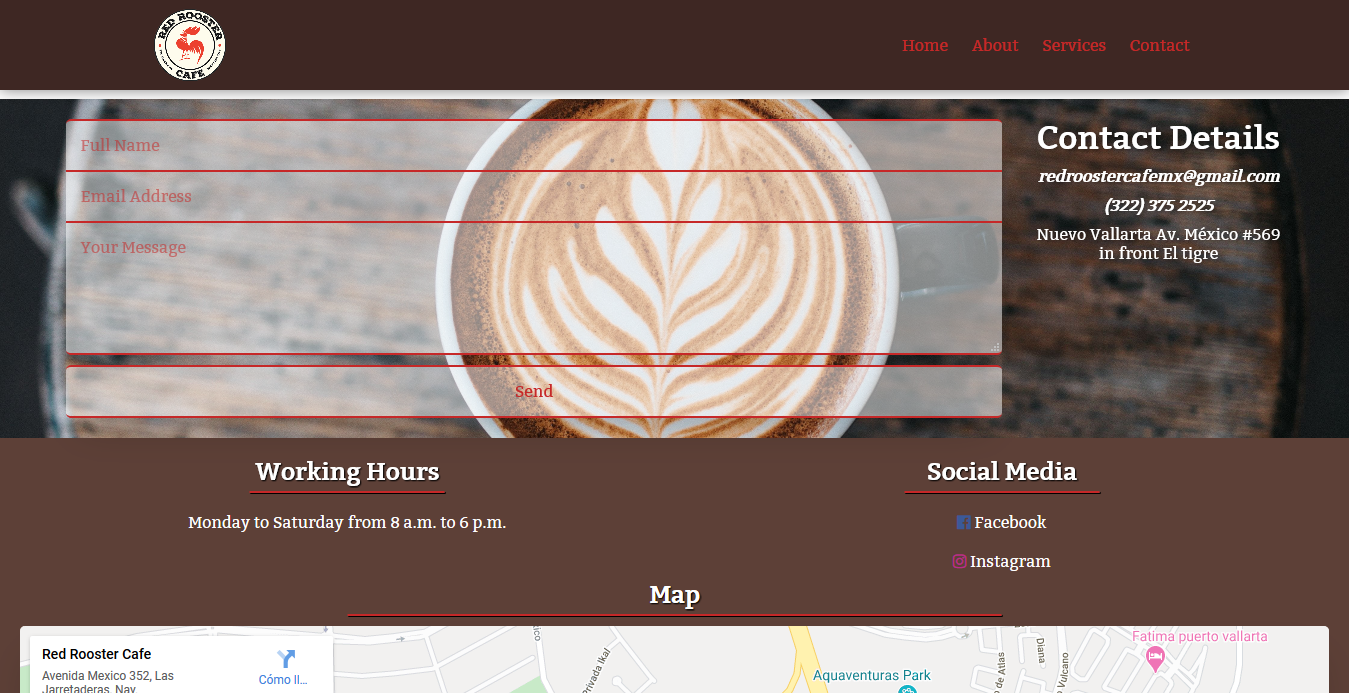 RED ROOSTER
CAFE
Home About Services Contact
Full Name
Email Address
Your Message
Send
Contact Details
redroostercafemx@gmail.com
(322) 375 2525
Nuevo Vallarta Av. México #569
in front El tigre
Working Hours
Monday to Saturday from 8 a.m. to 6 p.m.
Social Media
Facebook
Instagram
Map
Red Rooster Cafe
Avenida Mexico 352, Las
Jarretaderas, Nay.
Cómo ll...
ico
rivada Ikal
Aquaventuras Park
o de Atlas
Diana
Vulcano
Fatima puerto vallarta